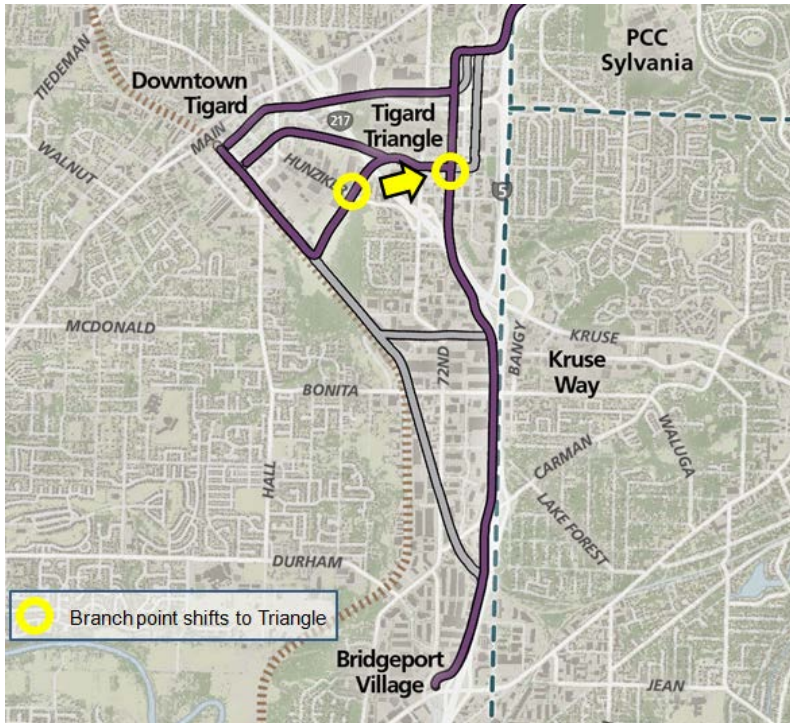 PCC
Sylvania
TIEDEMAN
Downtown
Tigard
217
Tigard
Triangle
MAIN
WALNUT
HUNZIKER
5
MCDONALD
KRUSE
BANGY
Kruse
Way
72ND
BONITA
WALUGA
CARMAN
HALL
LAKE FOREST
DURHAM
Branch point shifts to Triangle
Bridgeport
Village
JEAN